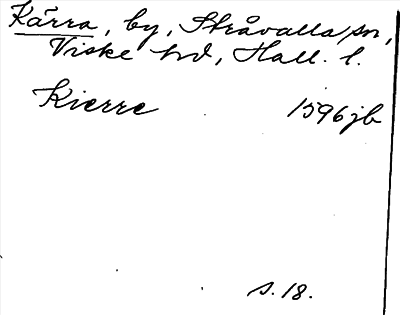 Kärra, by, Stråvalla sn,
Viske hd, Hall. l.
Kierre 1596 jb
s. 18.